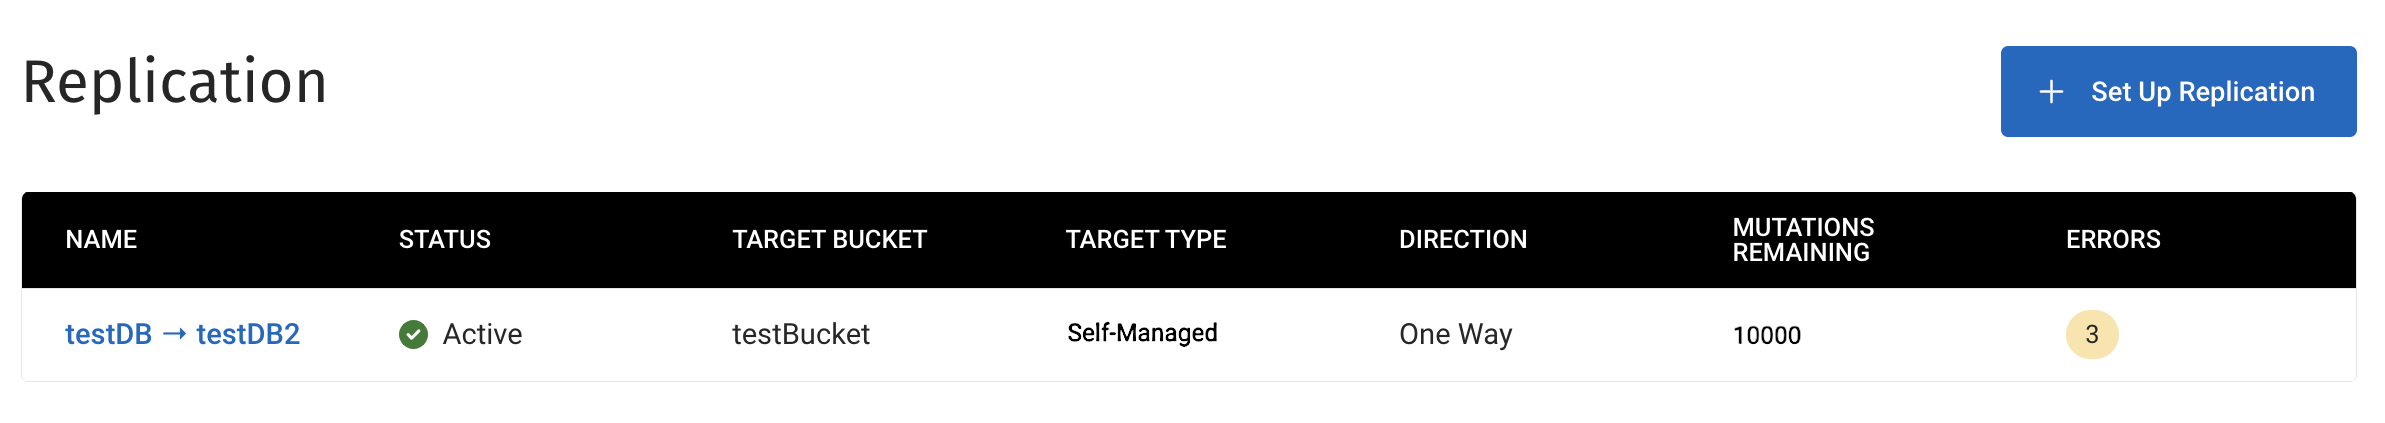 Replication
+ Set Up Replication
NAME STATUS TARGET BUCKET TARGET TYPE DIRECTION MUTATIONS REMAINING ERRORS
testDB → testDB2 Active testBucket Self-Managed One Way 10000 3